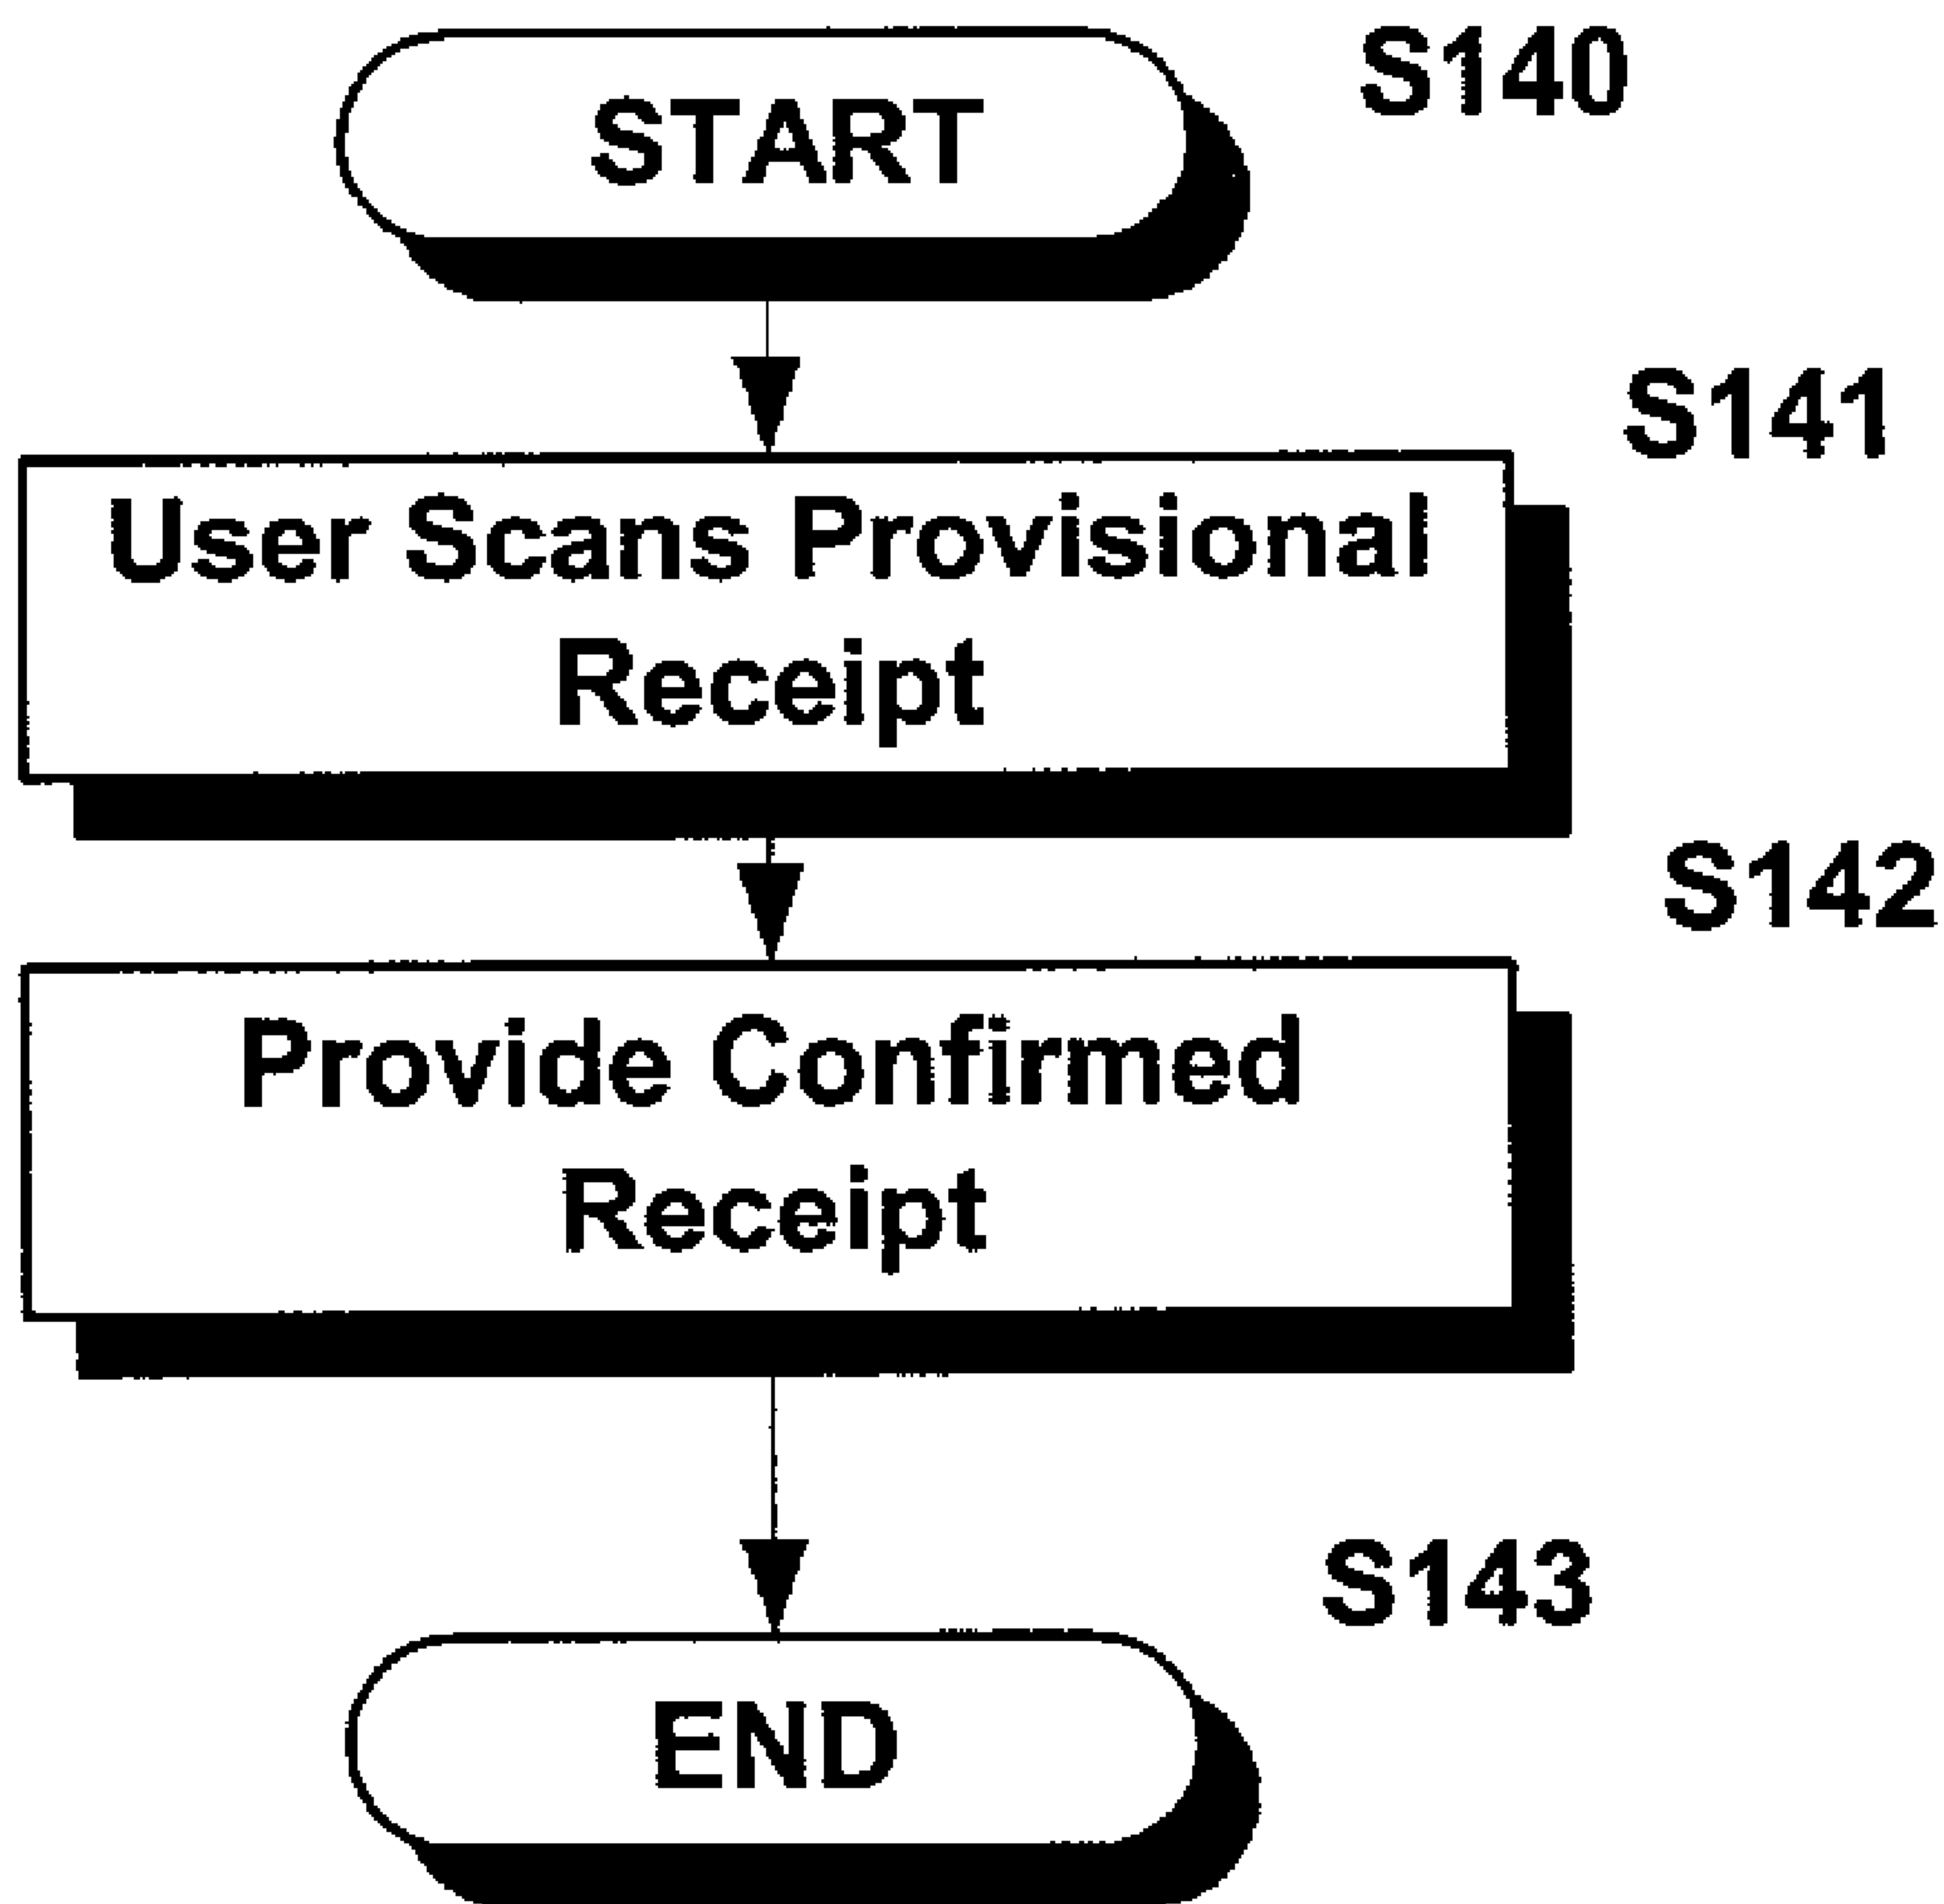 START
S140
S141
User Scans Provisional
Receipt
S142
Provide Confirmed
Receipt
S143
END